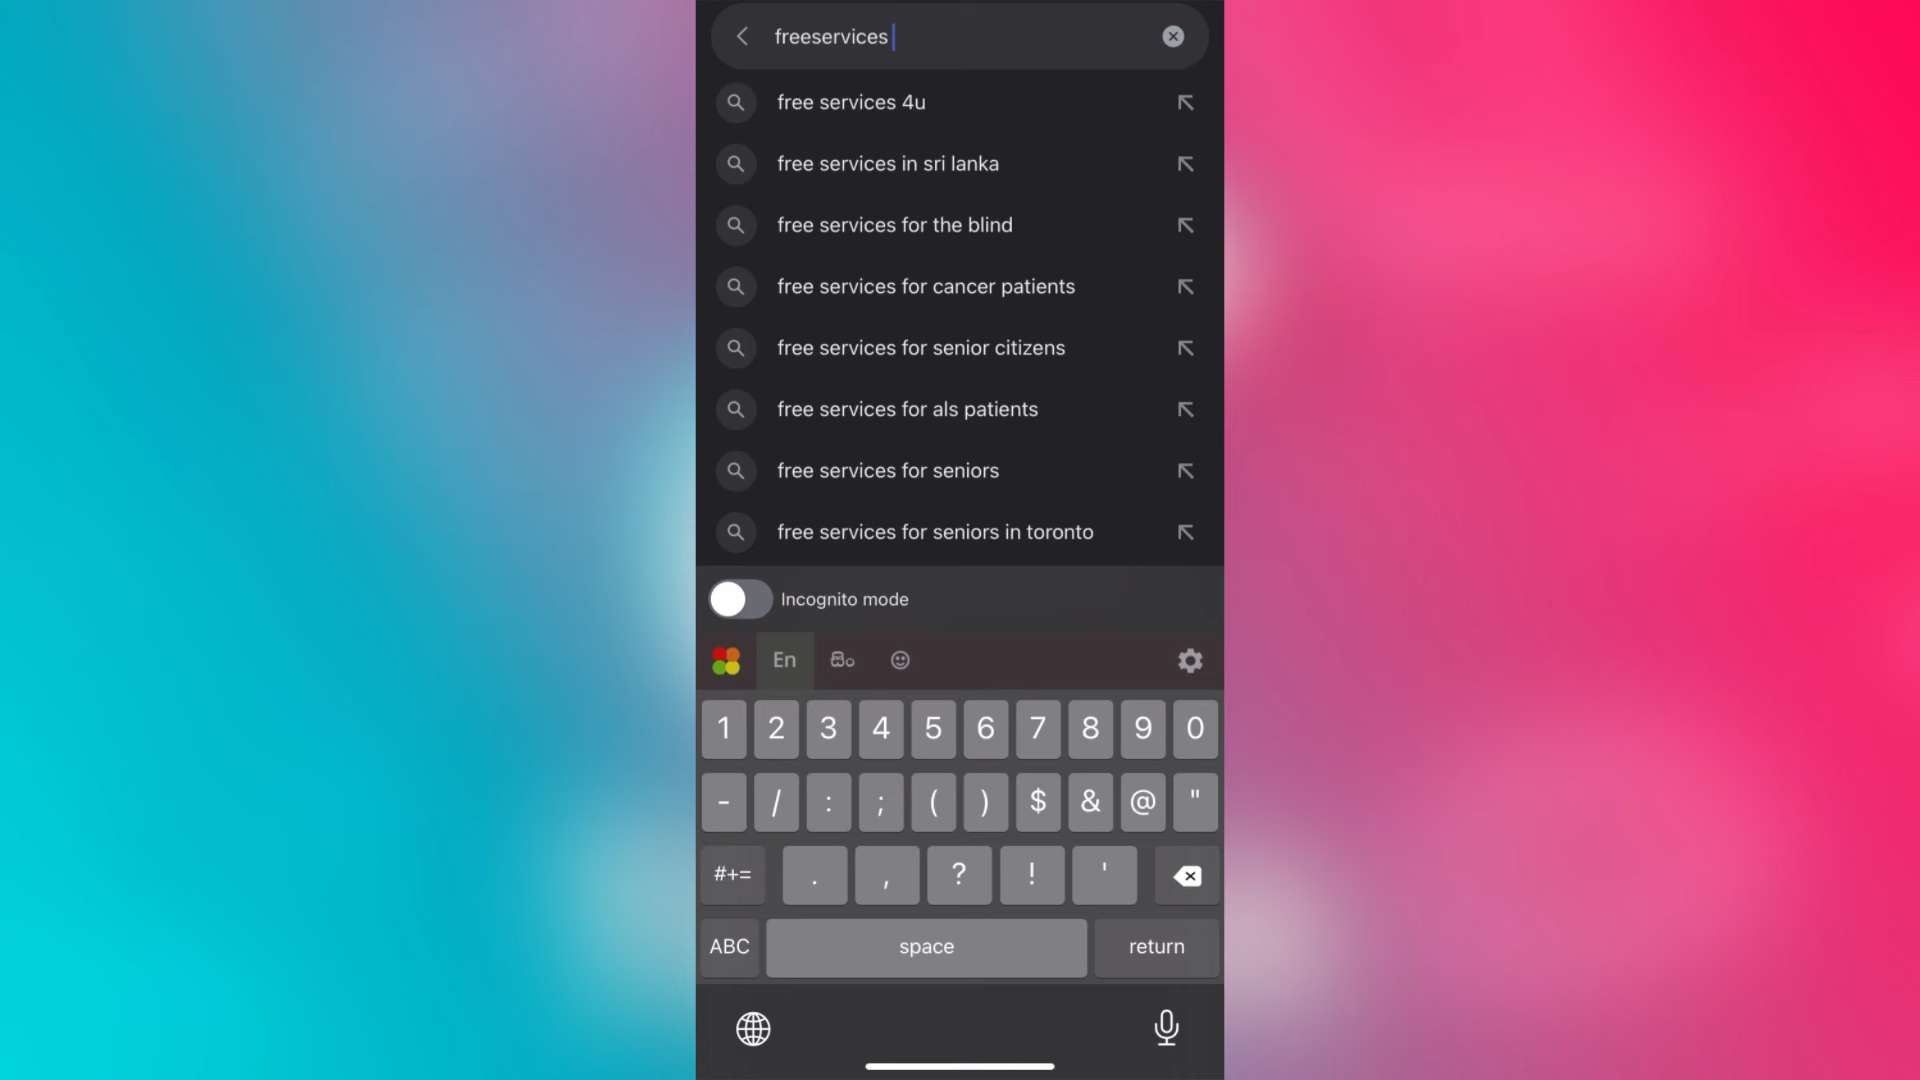 freeservices
free services 4u
free services in sri lanka
free services for the blind
free services for cancer patients
free services for senior citizens
free services for als patients
free services for seniors
free services for seniors in toronto
Incognito mode
En සිං
1 2 3 4 5 6 7 8 9 0
- / : ; ( ) $ & @ "
#+= . , ? ! '
ABC space return